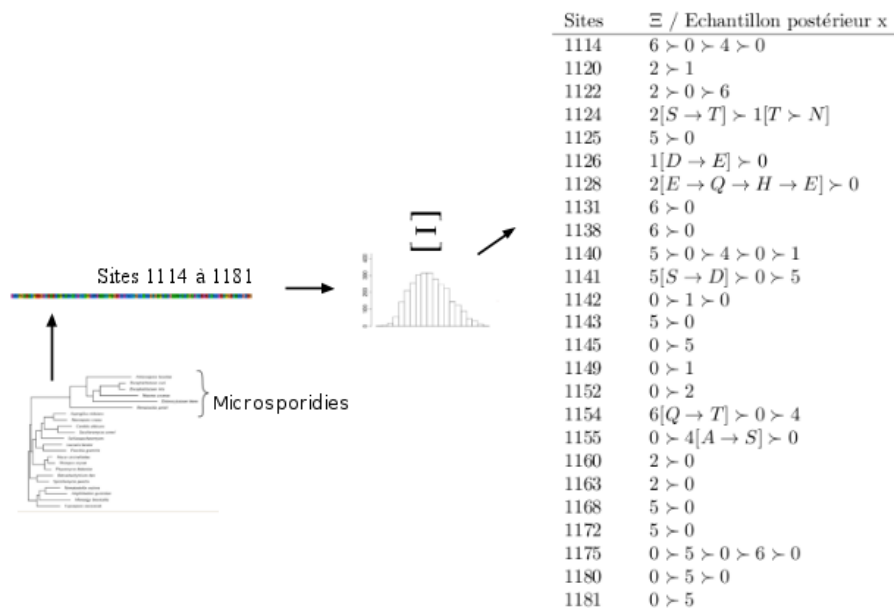 Sites Ξ / Echantillon postérieur x
1114 6 ≻ 0 ≻ 4 ≻ 0
1120 2 ≻ 1
1122 2 ≻ 0 ≻ 6
1124 2[S → T] ≻ 1[T ≻ N]
1125 5 ≻ 0
1126 1[D → E] ≻ 0
1128 2[E → Q → H → E] ≻ 0
1131 6 ≻ 0
1138 6 ≻ 0
1140 5 ≻ 0 ≻ 4 ≻ 0 ≻ 1
1141 5[S → D] ≻ 0 ≻ 5
1142 0 ≻ 1 ≻ 0
1143 5 ≻ 0
1145 0 ≻ 5
1149 0 ≻ 1
1152 0 ≻ 2
1154 6[Q → T] ≻ 0 ≻ 4
1155 0 ≻ 4[A → S] ≻ 0
1160 2 ≻ 0
1163 2 ≻ 0
1168 5 ≻ 0
1172 5 ≻ 0
1175 0 ≻ 5 ≻ 0 ≻ 6 ≻ 0
1180 0 ≻ 5 ≻ 0
1181 0 ≻ 5
Ξ
Sites 1114 à 1181
Microsporidies